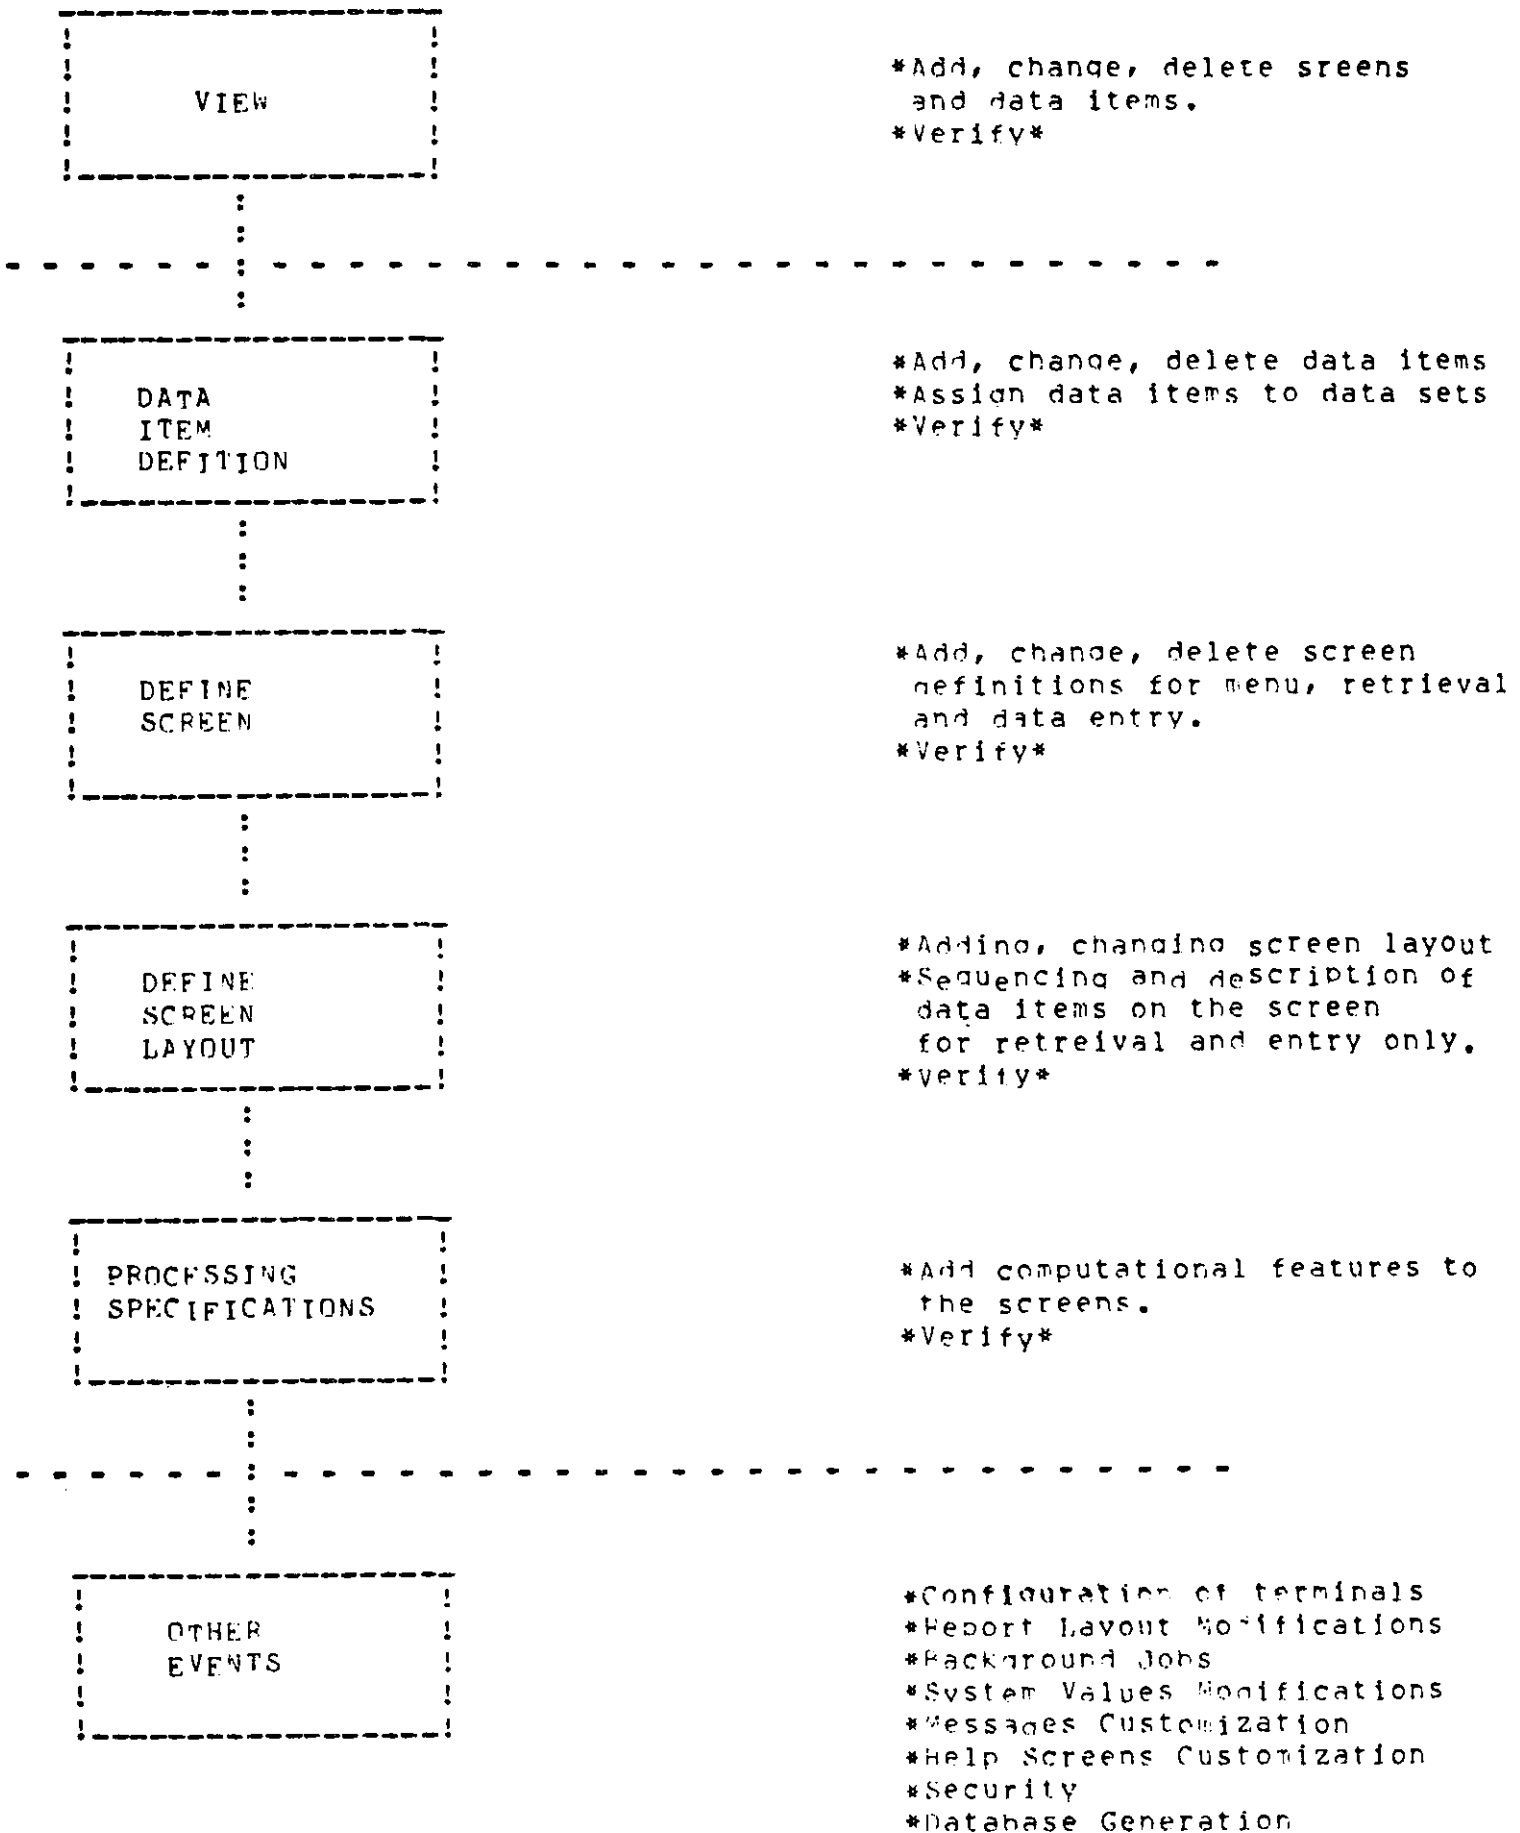 VIEW
*Add, change, delete sreens
and data items.
*Verify*
DATA
ITEM
DEFITION
*Add, change, delete data items
*Assign data items to data sets
*Verify*
DEFINE
SCREEN
*Add, change, delete screen
definitions for menu, retrieval
and data entry.
*Verify*
DEFINE
SCREEN
LAYOUT
*Adding, changing screen layout
*Sequencing and description of
data items on the screen
for retreival and entry only.
*Verify*
PROCESSING
SPECIFICATIONS
*Add computational features to
the screens.
*Verify*
OTHER
EVENTS
*Configuration of terminals
*Report Layout Modifications
*Background Jobs
*System Values Modifications
*Messages Customization
*Help Screens Customization
*Security
*Database Generation